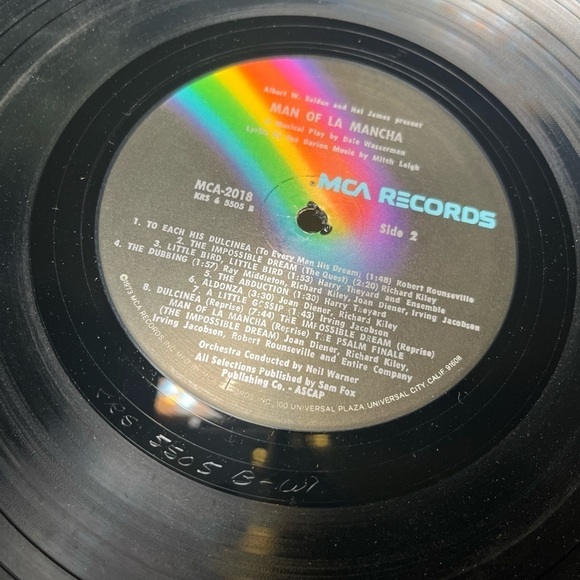 Albert W. Selden and Hal James present
MAN OF LA MANCHA
A Musical Play by Dale Wasserman
Lyrics by Joe Darion Music by Mitch Leigh
MCA RECORDS
MCA-2018
KRS 6 5505 B
Side 2
1. TO EACH HIS DULCINEA (To Every Man His Dream) (1:48) Robert Rounseville
2. THE IMPOSSIBLE DREAM (The Quest) (2:20) Richard Kiley
3. LITTLE BIRD, LITTLE BIRD (1:53) Harry Theyard and Ensemble
4. THE DUBBING (1:57) Ray Middleton, Richard Kiley, Joan Diener, Irving Jacobson
5. THE ABDUCTION (1:30) Harry Theyard
6. ALDONZA (3:30) Joan Diener, Richard Kiley
7. A LITTLE GOSSIP (1:43) Irving Jacobson
8. DULCINEA (Reprise) (7:44) THE IMPOSSIBLE DREAM (Reprise)
MAN OF LA MANCHA (Reprise) THE PSALM FINALE
(THE IMPOSSIBLE DREAM) Joan Diener, Richard Kiley,
Irving Jacobson, Robert Rounseville and Entire Company
Orchestra Conducted by Neil Warner
All Selections Published by Sam Fox
Publishing Co. - ASCAP
©1973 MCA RECORDS, INC. 100 UNIVERSAL PLAZA, UNIVERSAL CITY, CALIF. 91608
KRS 5505 B-W1